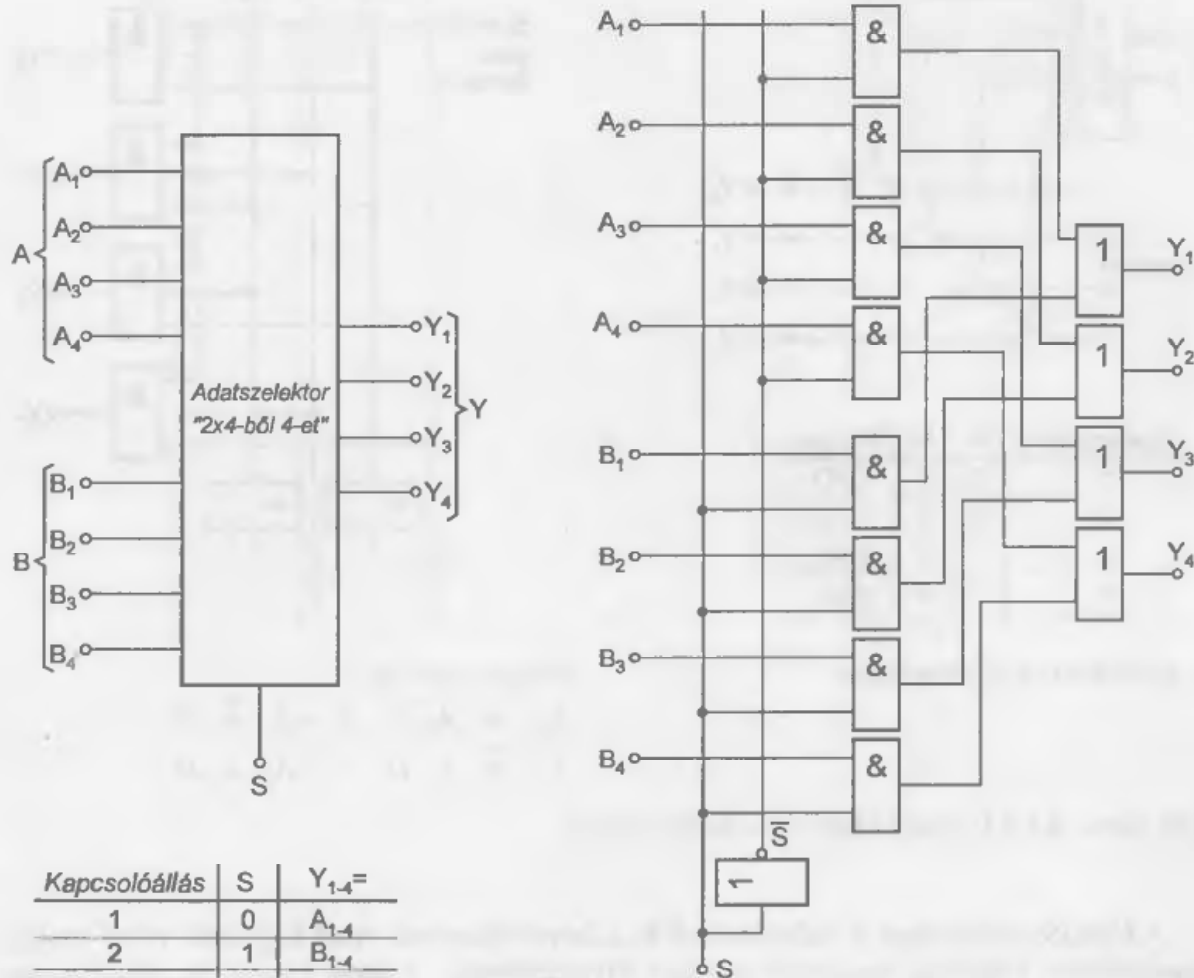 A₁
A₂
A₃
A₄
A
B₁
B₂
B₃
B₄
B
Adatszelektor
"2x4-ből 4-et"
Y₁
Y₂
Y₃
Y₄
Y
S
Kapcsolóállás S Y₁₋₄=
1 0 A₁₋₄
2 1 B₁₋₄
A₁
&
A₂
&
A₃
&
A₄
&
B₁
&
B₂
&
B₃
&
B₄
&
1
Y₁
1
Y₂
1
Y₃
1
Y₄
S̅
1
S